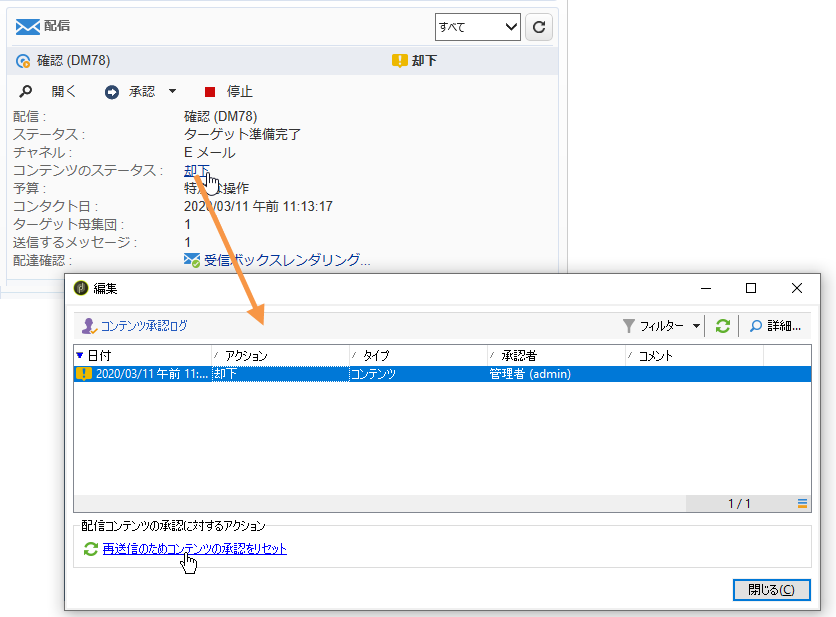 配信
すべて
確認 (DM78)
却下
開く
承認
停止
配信 :
確認 (DM78)
ステータス :
ターゲット準備完了
チャネル :
E メール
コンテンツのステータス :
却下
予算 :
操作
コンタクト日 :
2020/03/11 午前 11:13:17
ターゲット母集団 :
1
送信するメッセージ :
1
配達確認 :
受信ボックスレンダリング...
編集
コンテンツ承認ログ
フィルター
詳細...
日付
アクション
タイプ
承認者
コメント
2020/03/11 午前 11:...
却下
コンテンツ
管理者 (admin)
1 / 1
配信コンテンツの承認に対するアクション
再送信のためコンテンツの承認をリセット
閉じる(C)